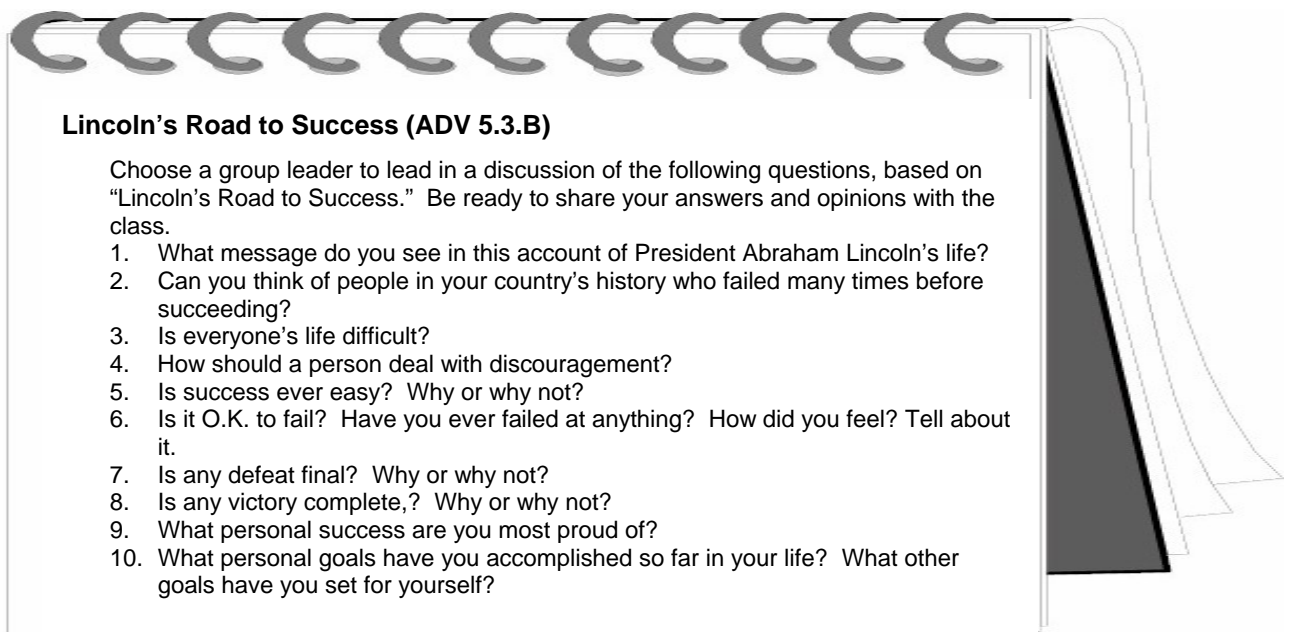 Lincoln’s Road to Success (ADV 5.3.B)
Choose a group leader to lead in a discussion of the following questions, based on
“Lincoln’s Road to Success.” Be ready to share your answers and opinions with the
class.
1. What message do you see in this account of President Abraham Lincoln’s life?
2. Can you think of people in your country’s history who failed many times before
succeeding?
3. Is everyone’s life difficult?
4. How should a person deal with discouragement?
5. Is success ever easy? Why or why not?
6. Is it O.K. to fail? Have you ever failed at anything? How did you feel? Tell about
it.
7. Is any defeat final? Why or why not?
8. Is any victory complete,? Why or why not?
9. What personal success are you most proud of?
10. What personal goals have you accomplished so far in your life? What other
goals have you set for yourself?